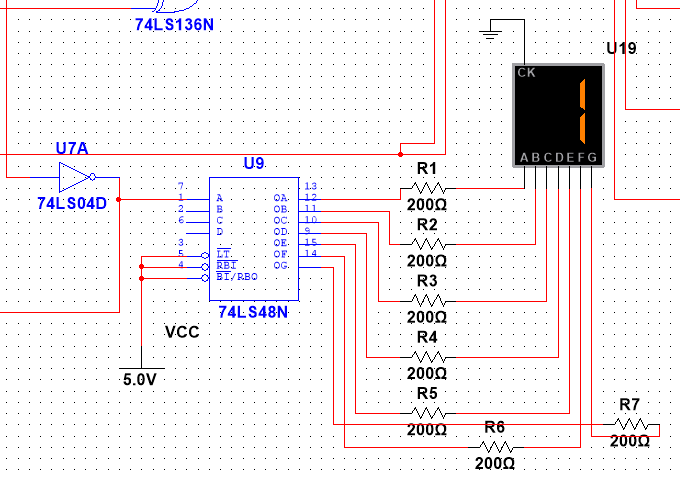 74LS136N
U19
CK
A B C D E F G
U7A
74LS04D
U9
7
1
2
6
3
5
4
A
B
C
D
LT
RBI
BI/RBO
OA
OB
OC
OD
OE
OF
OG
13
12
11
10
9
15
14
74LS48N
VCC
5.0V
R1
200Ω
R2
200Ω
R3
200Ω
R4
200Ω
R5
200Ω
R6
200Ω
R7
200Ω